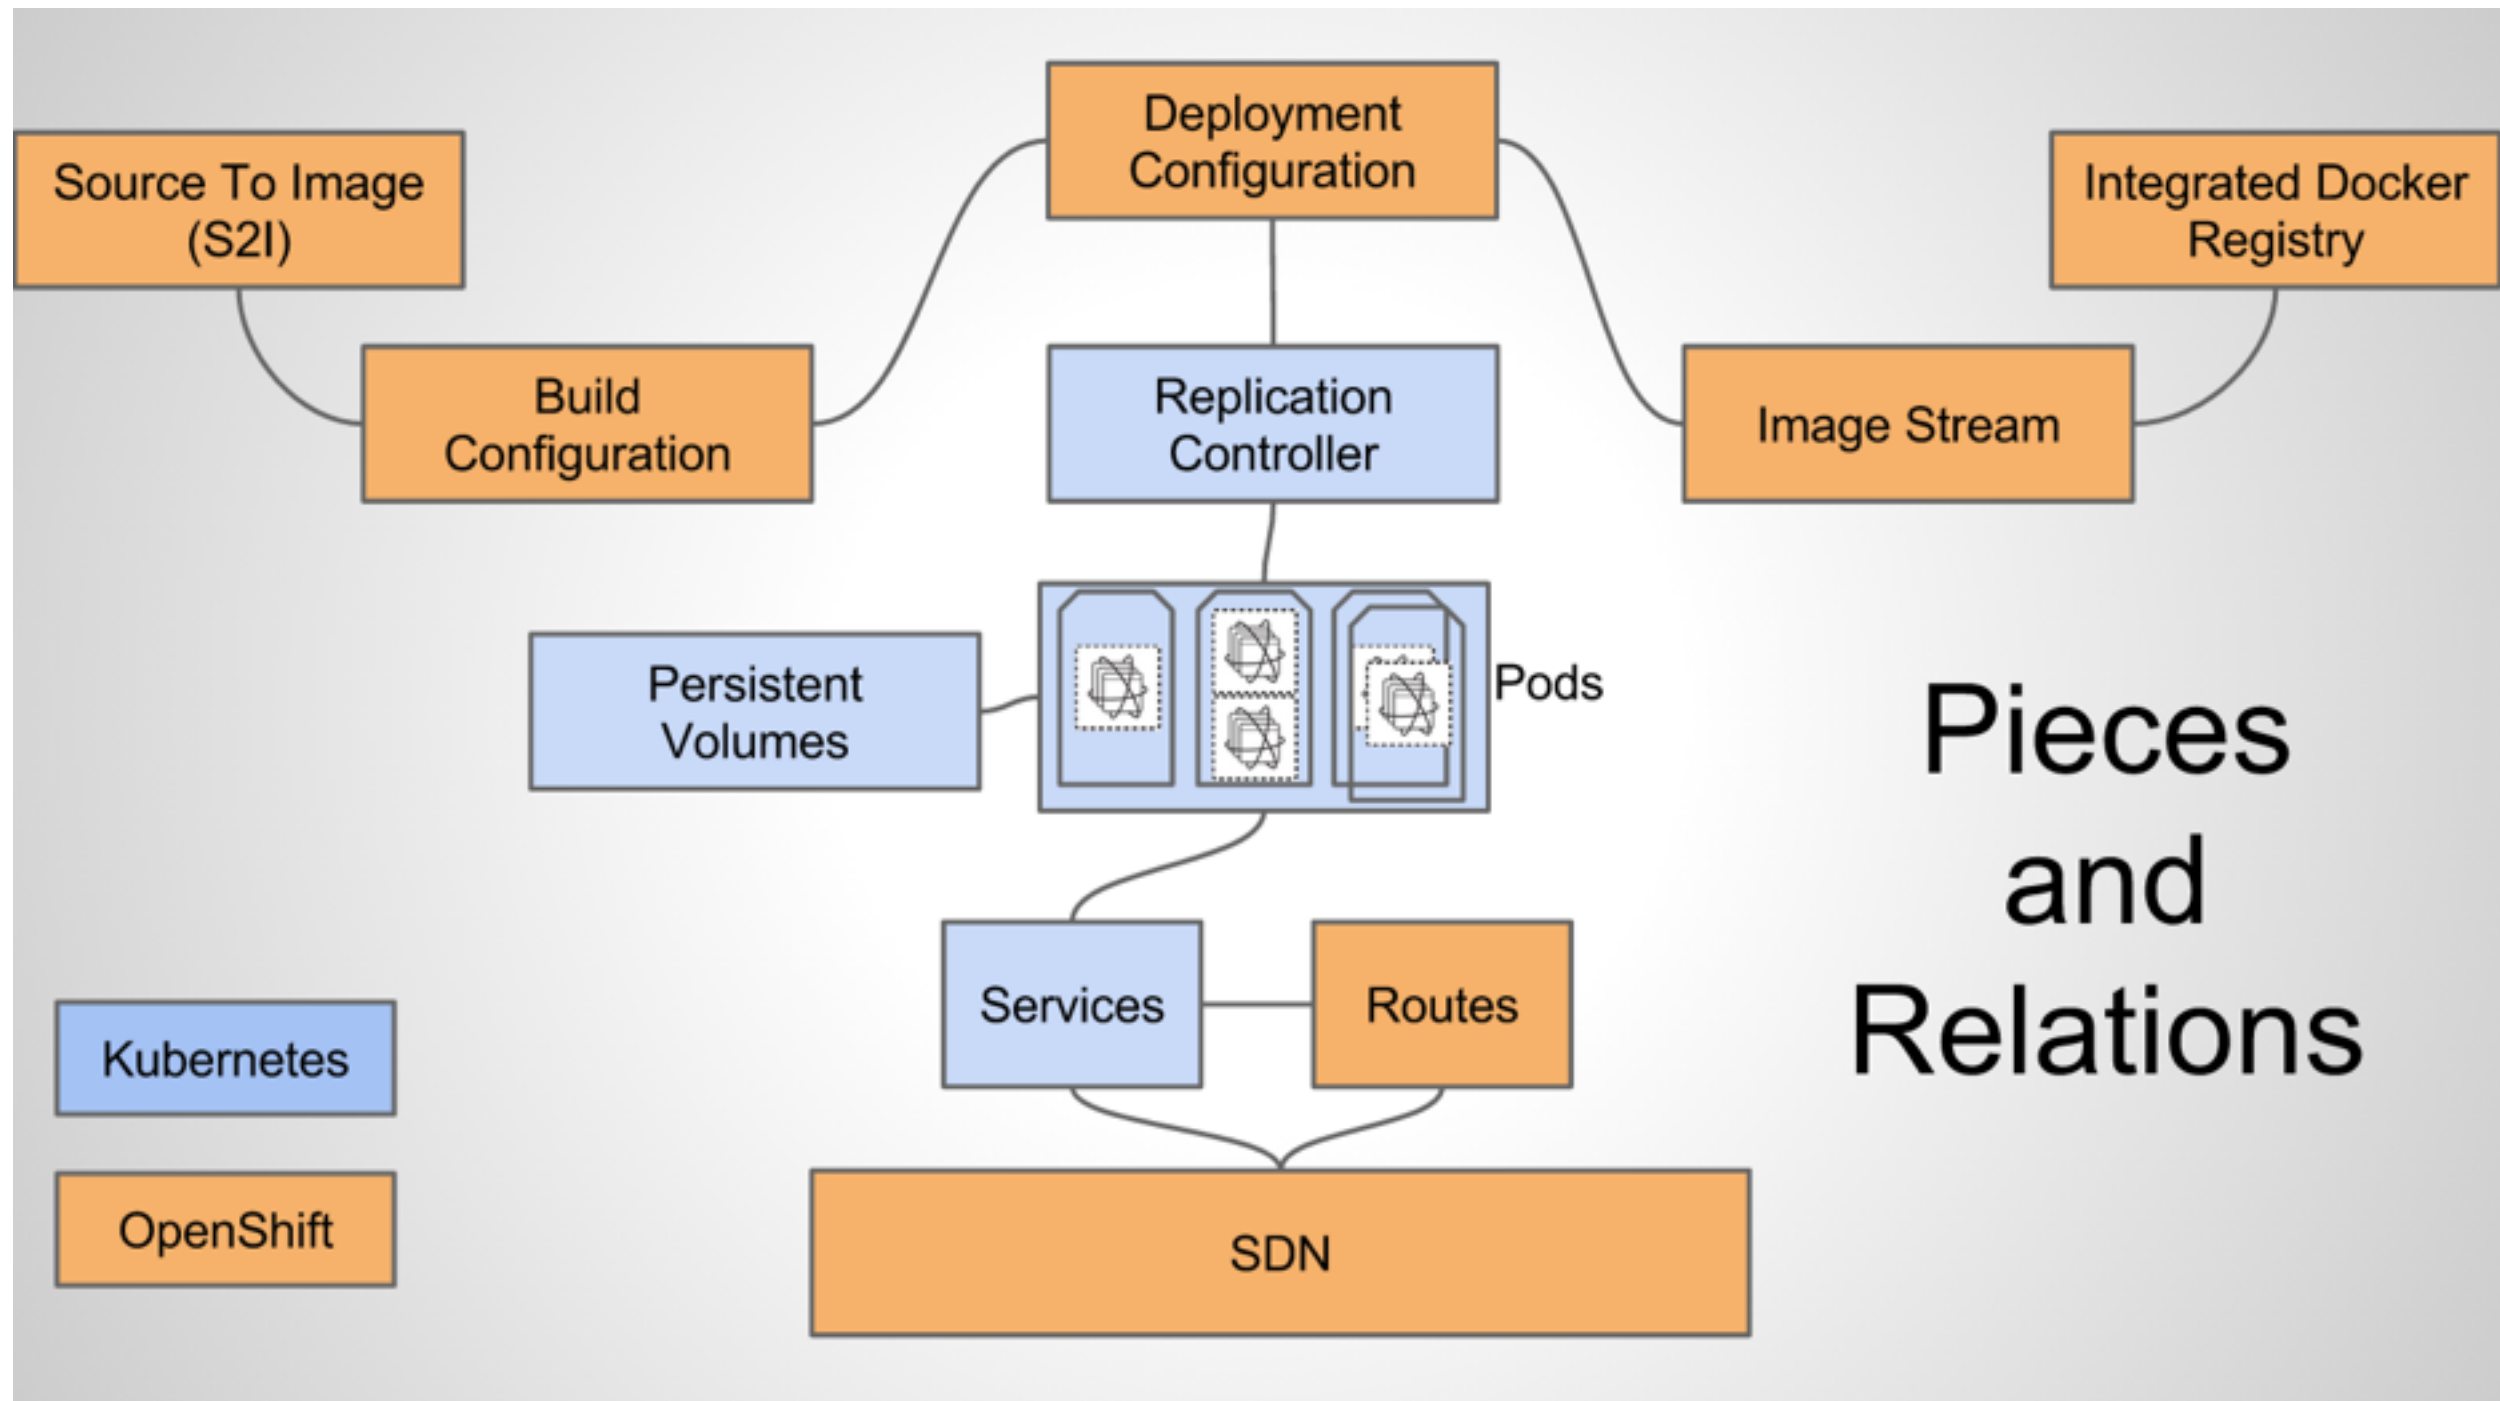 Deployment
Configuration
Source To Image
(S2I)
Integrated Docker
Registry
Build
Configuration
Replication
Controller
Image Stream
Persistent
Volumes
Pods
Pieces
and
Relations
Services
Routes
Kubernetes
OpenShift
SDN